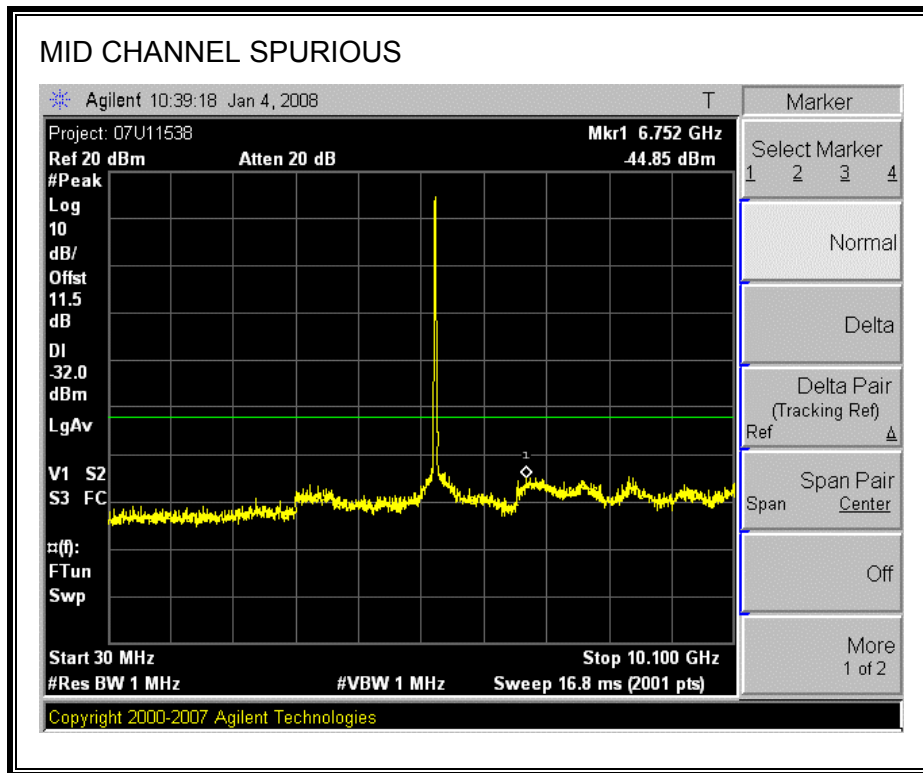 MID CHANNEL SPURIOUS
Agilent 10:39:18 Jan 4, 2008 T
Project: 07U11538 Mkr1 6.752 GHz
Ref 20 dBm Atten 20 dB -44.85 dBm
#Peak
Log
10
dB/
Offst
11.5
dB
DI
-32.0
dBm
LgAv
V1 S2
S3 FC
¤(f):
FTun
Swp
1
Start 30 MHz Stop 10.100 GHz
#Res BW 1 MHz #VBW 1 MHz Sweep 16.8 ms (2001 pts)
Marker
Select Marker
1 2 3 4
Normal
Delta
Delta Pair
(Tracking Ref)
Ref Δ
Span Pair
Span Center
Off
More
1 of 2
Copyright 2000-2007 Agilent Technologies